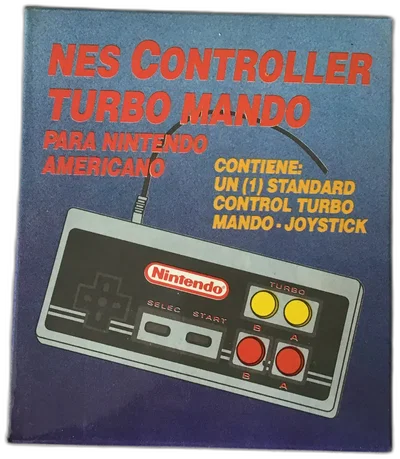 NES CONTROLLER
TURBO MANDO
PARA NINTENDO
AMERICANO
CONTIENE:
UN (1) STANDARD
CONTROL TURBO
MANDO - JOYSTICK
Nintendo
TURBO
SELEC START
B A
B A